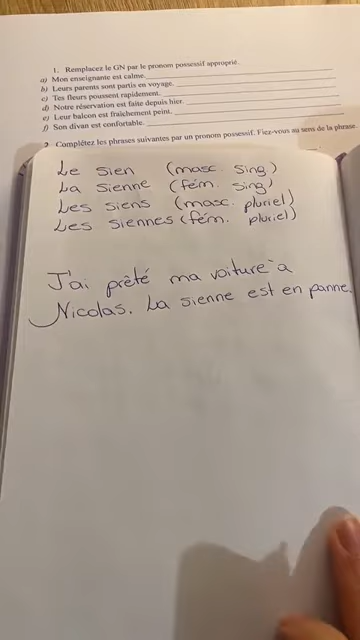 1. Remplacez le GN par le pronom possessif approprié.
a) Mon enseignante est calme.
b) Leurs parents sont partis en voyage.
c) Tes fleurs poussent rapidement.
d) Notre réservation est faite depuis hier.
e) Leur balcon est fraîchement peint.
f) Son divan est confortable.
2. Complétez les phrases suivantes par un pronom possessif. Fiez-vous au sens de la phrase.
Le sien (masc. sing.)
La sienne (fém. sing)
Les siens (masc. pluriel)
Les siennes (fém. pluriel)
J'ai prêté ma voiture à
Nicolas. La sienne est en panne.